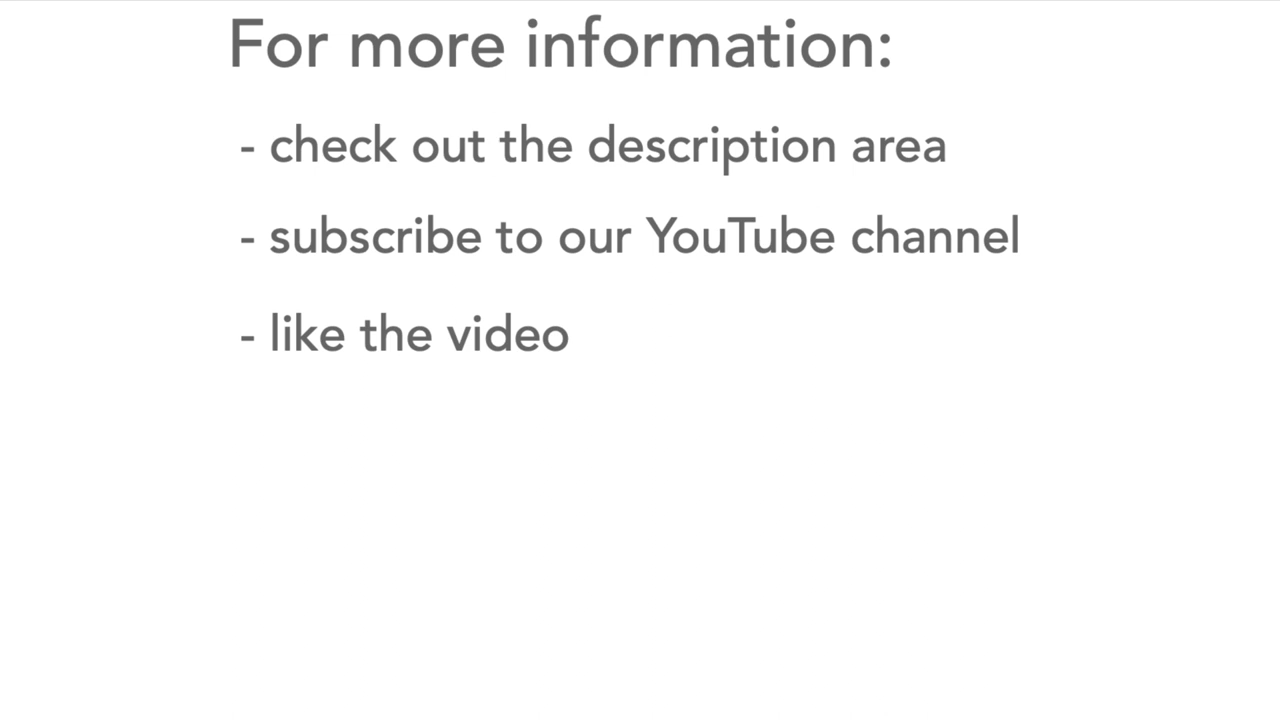 For more information:
- check out the description area
- subscribe to our YouTube channel
- like the video